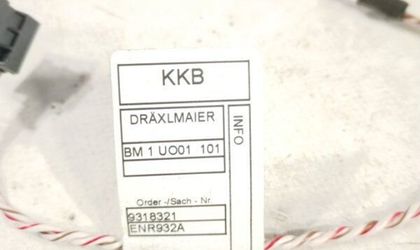 KKB
DRÄXLMAIER
BM 1 UO01 101
INFO
Order -/Sach - Nr
9318321
ENR932A